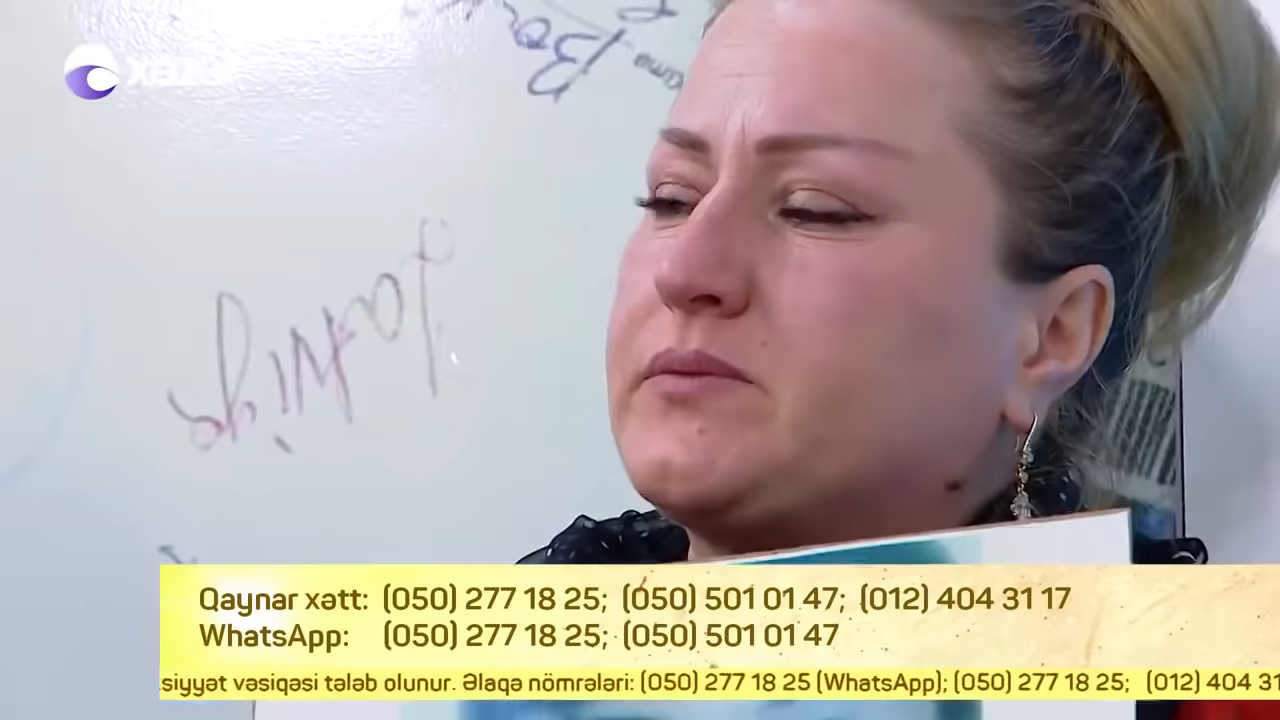 xəzər
Qaynar xətt: (050) 277 18 25; (050) 501 01 47; (012) 404 31 17
WhatsApp: (050) 277 18 25; (050) 501 01 47
siyyət vəsiqəsi tələb olunur. Əlaqə nömrələri: (050) 277 18 25 (WhatsApp); (050) 277 18 25; (012) 404 31